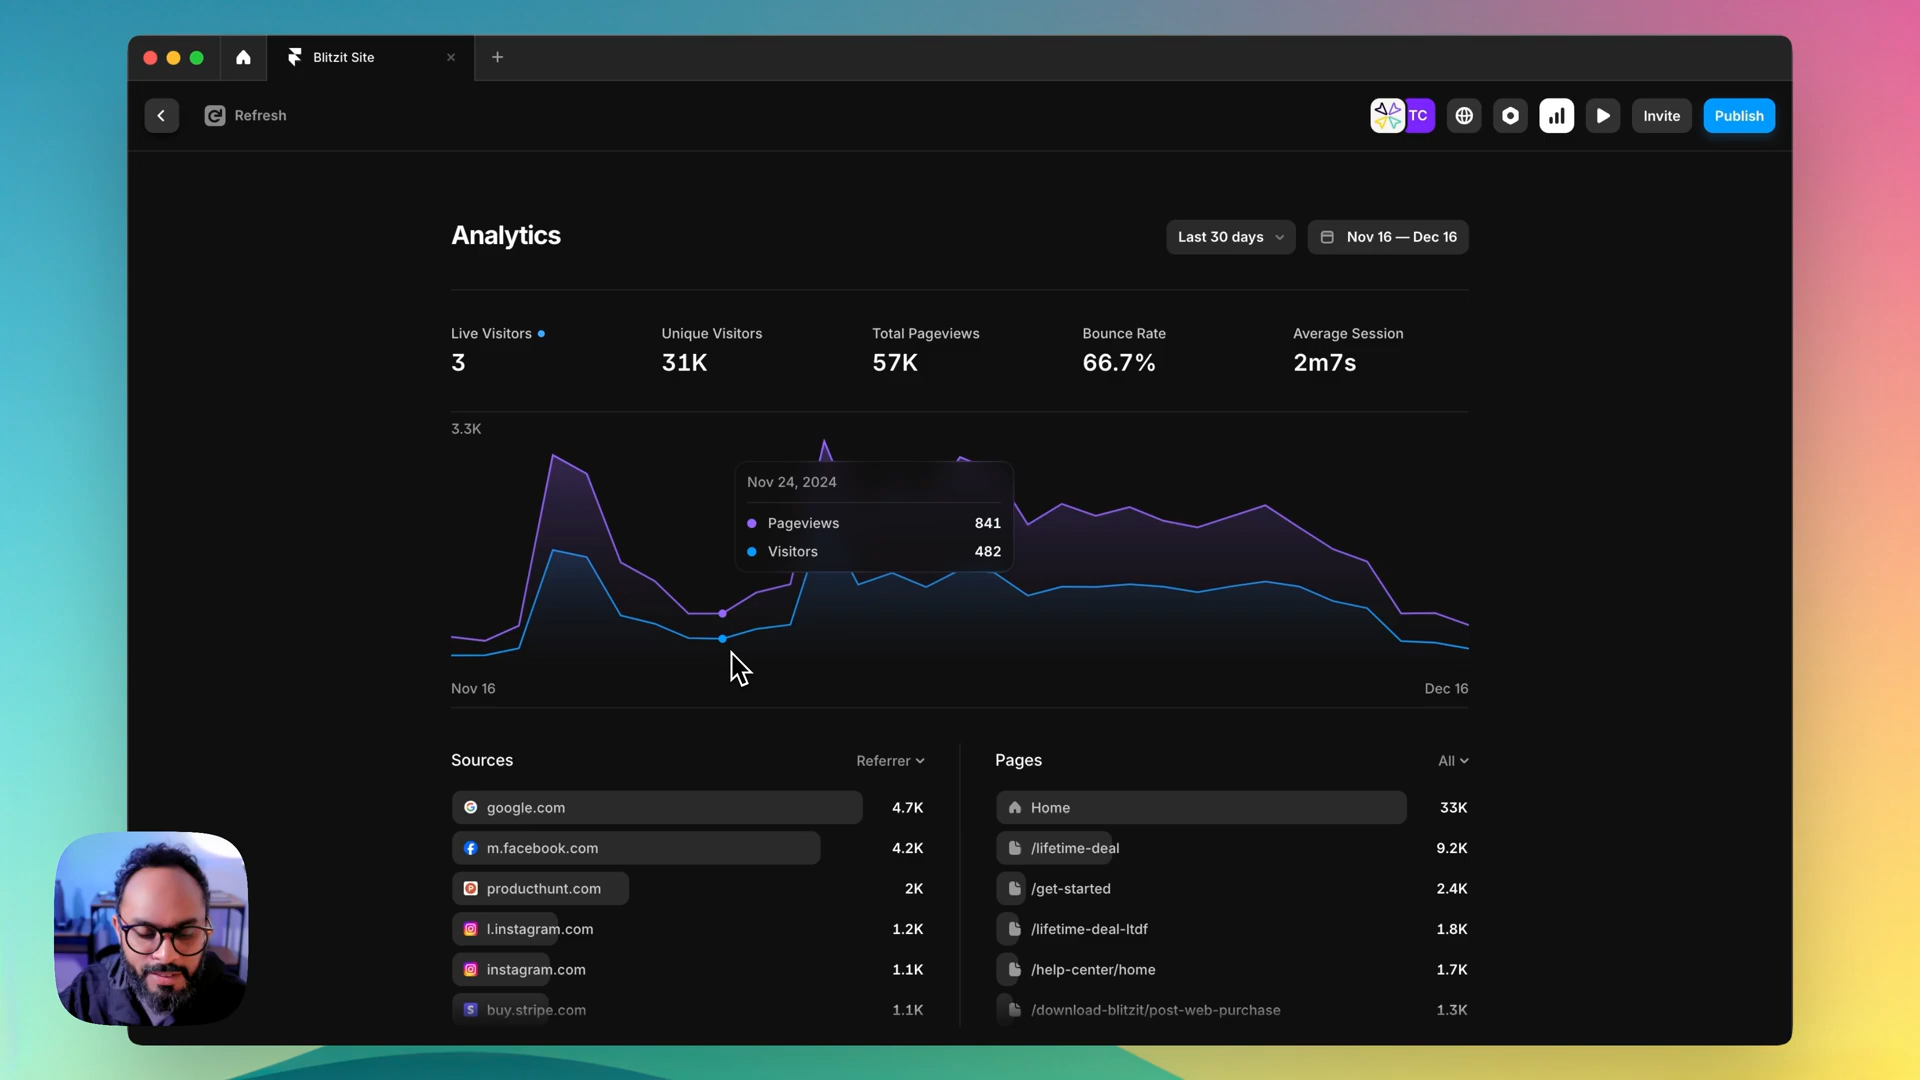 Blitzit Site
Refresh
TC
Invite
Publish
Analytics
Last 30 days
Nov 16 — Dec 16
Live Visitors
3
Unique Visitors
31K
Total Pageviews
57K
Bounce Rate
66.7%
Average Session
2m7s
3.3K
Nov 24, 2024
Pageviews 841
Visitors 482
Nov 16
Dec 16
Sources
Referrer
google.com 4.7K
m.facebook.com 4.2K
producthunt.com 2K
l.instagram.com 1.2K
instagram.com 1.1K
buy.stripe.com 1.1K
Pages
All
Home 33K
/lifetime-deal 9.2K
/get-started 2.4K
/lifetime-deal-ltdf 1.8K
/help-center/home 1.7K
/download-blitzit/post-web-purchase 1.3K